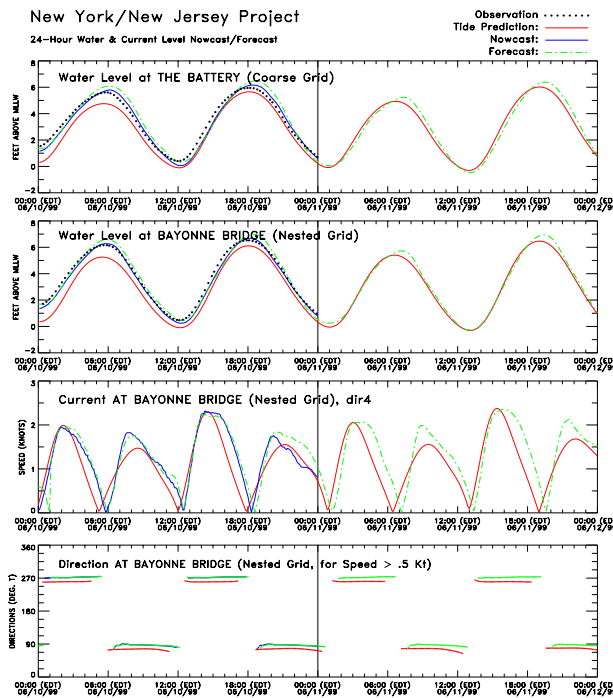 New York/New Jersey Project
24-Hour Water & Current Level Nowcast/Forecast
Observation
Tide Prediction:
Nowcast:
Forecast:
Water Level at THE BATTERY (Coarse Grid)
FEET ABOVE MLLW
8
6
4
2
0
-2
00:00 (EDT) 06:00 (EDT) 12:00 (EDT) 18:00 (EDT) 00:00 (EDT) 06:00 (EDT) 12:00 (EDT) 18:00 (EDT) 00:00 (ED
06/10/99 06/10/99 06/10/99 06/10/99 06/11/99 06/11/99 06/11/99 06/11/99 06/12/9
Water Level at BAYONNE BRIDGE (Nested Grid)
FEET ABOVE MLLW
8
6
4
2
0
-2
00:00 (EDT) 06:00 (EDT) 12:00 (EDT) 18:00 (EDT) 00:00 (EDT) 06:00 (EDT) 12:00 (EDT) 18:00 (EDT) 00:00 (ED
06/10/99 06/10/99 06/10/99 06/10/99 06/11/99 06/11/99 06/11/99 06/11/99 06/12/9
Current AT BAYONNE BRIDGE (Nested Grid), dir4
SPEED (KNOTS)
3
2
1
0
00:00 (EDT) 06:00 (EDT) 12:00 (EDT) 18:00 (EDT) 00:00 (EDT) 06:00 (EDT) 12:00 (EDT) 18:00 (EDT) 00:00 (ED
06/10/99 06/10/99 06/10/99 06/10/99 06/11/99 06/11/99 06/11/99 06/11/99 06/12/9
Direction AT BAYONNE BRIDGE (Nested Grid, for Speed > .5 Kt)
DIRECTIONS (DEG. T)
360
270
180
90
0
00:00 (EDT) 06:00 (EDT) 12:00 (EDT) 18:00 (EDT) 00:00 (EDT) 06:00 (EDT) 12:00 (EDT) 18:00 (EDT) 00:00 (ED
06/10/99 06/10/99 06/10/99 06/10/99 06/11/99 06/11/99 06/11/99 06/11/99 06/12/9